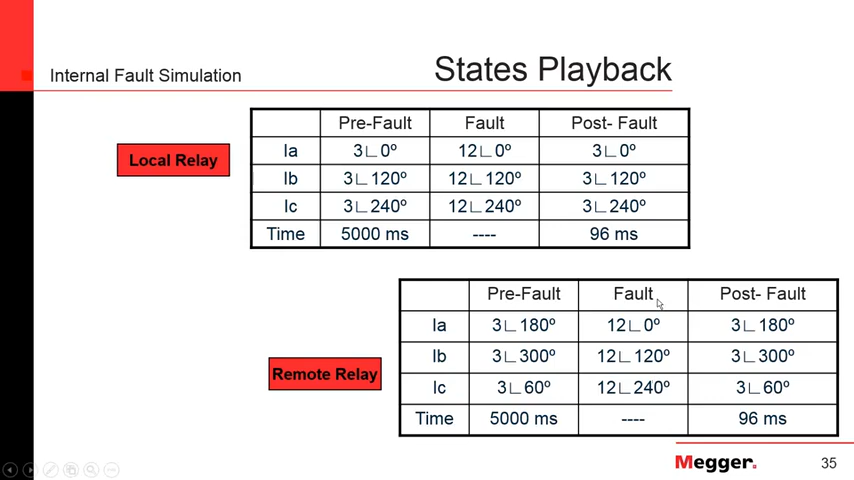 Internal Fault Simulation
States Playback
Local Relay
Pre-Fault Fault Post- Fault
Ia 3∟0º 12∟0º 3∟0º
Ib 3∟120º 12∟120º 3∟120º
Ic 3∟240º 12∟240º 3∟240º
Time 5000 ms ---- 96 ms
Remote Relay
Pre-Fault Fault Post- Fault
Ia 3∟180º 12∟0º 3∟180º
Ib 3∟300º 12∟120º 3∟300º
Ic 3∟60º 12∟240º 3∟60º
Time 5000 ms ---- 96 ms
Megger.
35